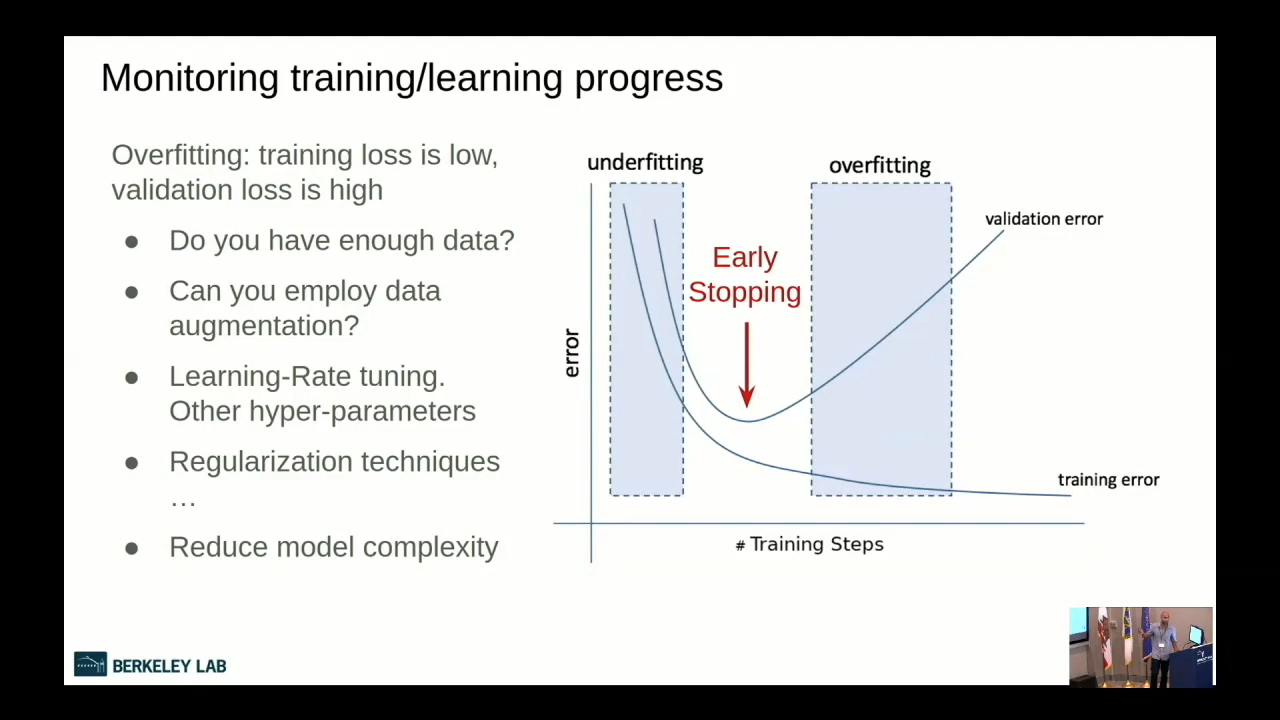 Monitoring training/learning progress
Overfitting: training loss is low,
validation loss is high
● Do you have enough data?
● Can you employ data
augmentation?
● Learning-Rate tuning.
Other hyper-parameters
● Regularization techniques
…
● Reduce model complexity
underfitting
overfitting
validation error
Early
Stopping
error
training error
# Training Steps
BERKELEY LAB